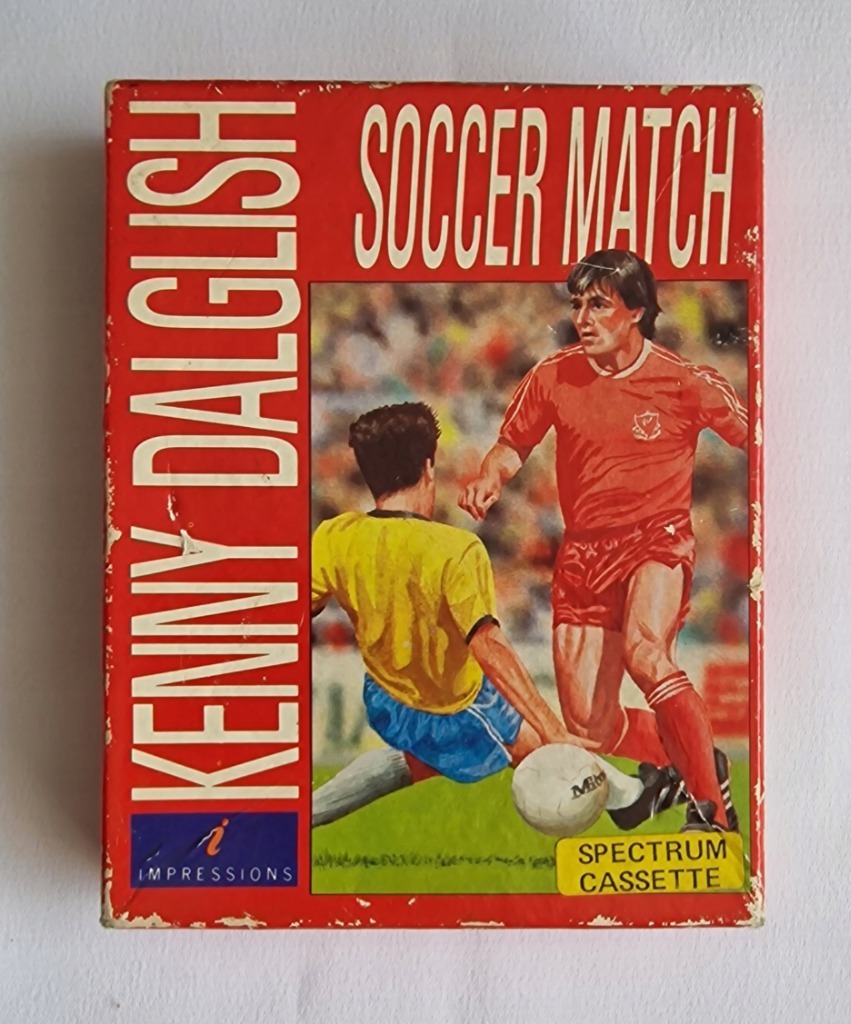 KENNY DALGLISH
SOCCER MATCH
i
IMPRESSIONS
SPECTRUM
CASSETTE